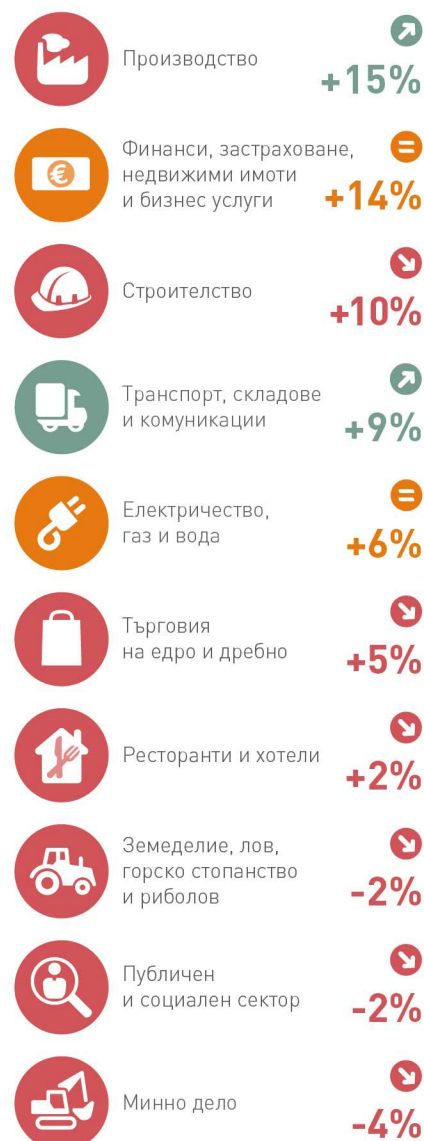 Производство
+15%
Финанси, застраховане,
недвижими имоти
и бизнес услуги
+14%
Строителство
+10%
Транспорт, складове
и комуникации
+9%
Електричество,
газ и вода
+6%
Търговия
на едро и дребно
+5%
Ресторанти и хотели
+2%
Земеделие, лов,
горско стопанство
и риболов
-2%
Публичен
и социален сектор
-2%
Минно дело
-4%